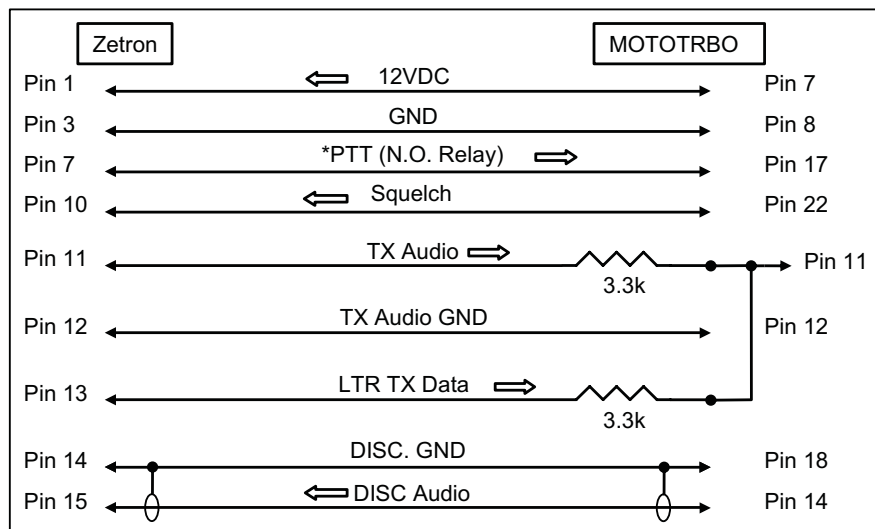 Zetron MOTOTRBO
Pin 1 12VDC Pin 7
Pin 3 GND Pin 8
Pin 7 *PTT (N.O. Relay) Pin 17
Pin 10 Squelch Pin 22
Pin 11 TX Audio Pin 11
3.3k
Pin 12 TX Audio GND Pin 12
Pin 13 LTR TX Data
3.3k
Pin 14 DISC. GND Pin 18
Pin 15 DISC Audio Pin 14